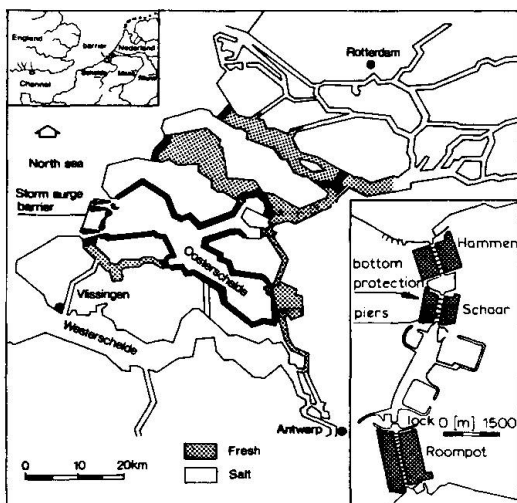 England
barrier
Nederland
Schelde
Channel
Rotterdam
North sea
Storm surge
barrier
Oosterschelde
Vlissingen
Westerschelde
Antwerp
Fresh
Salt
0 10 20km
Hammen
bottom
protection
Schaar
piers
lock 0 [m] 1500
Roompot